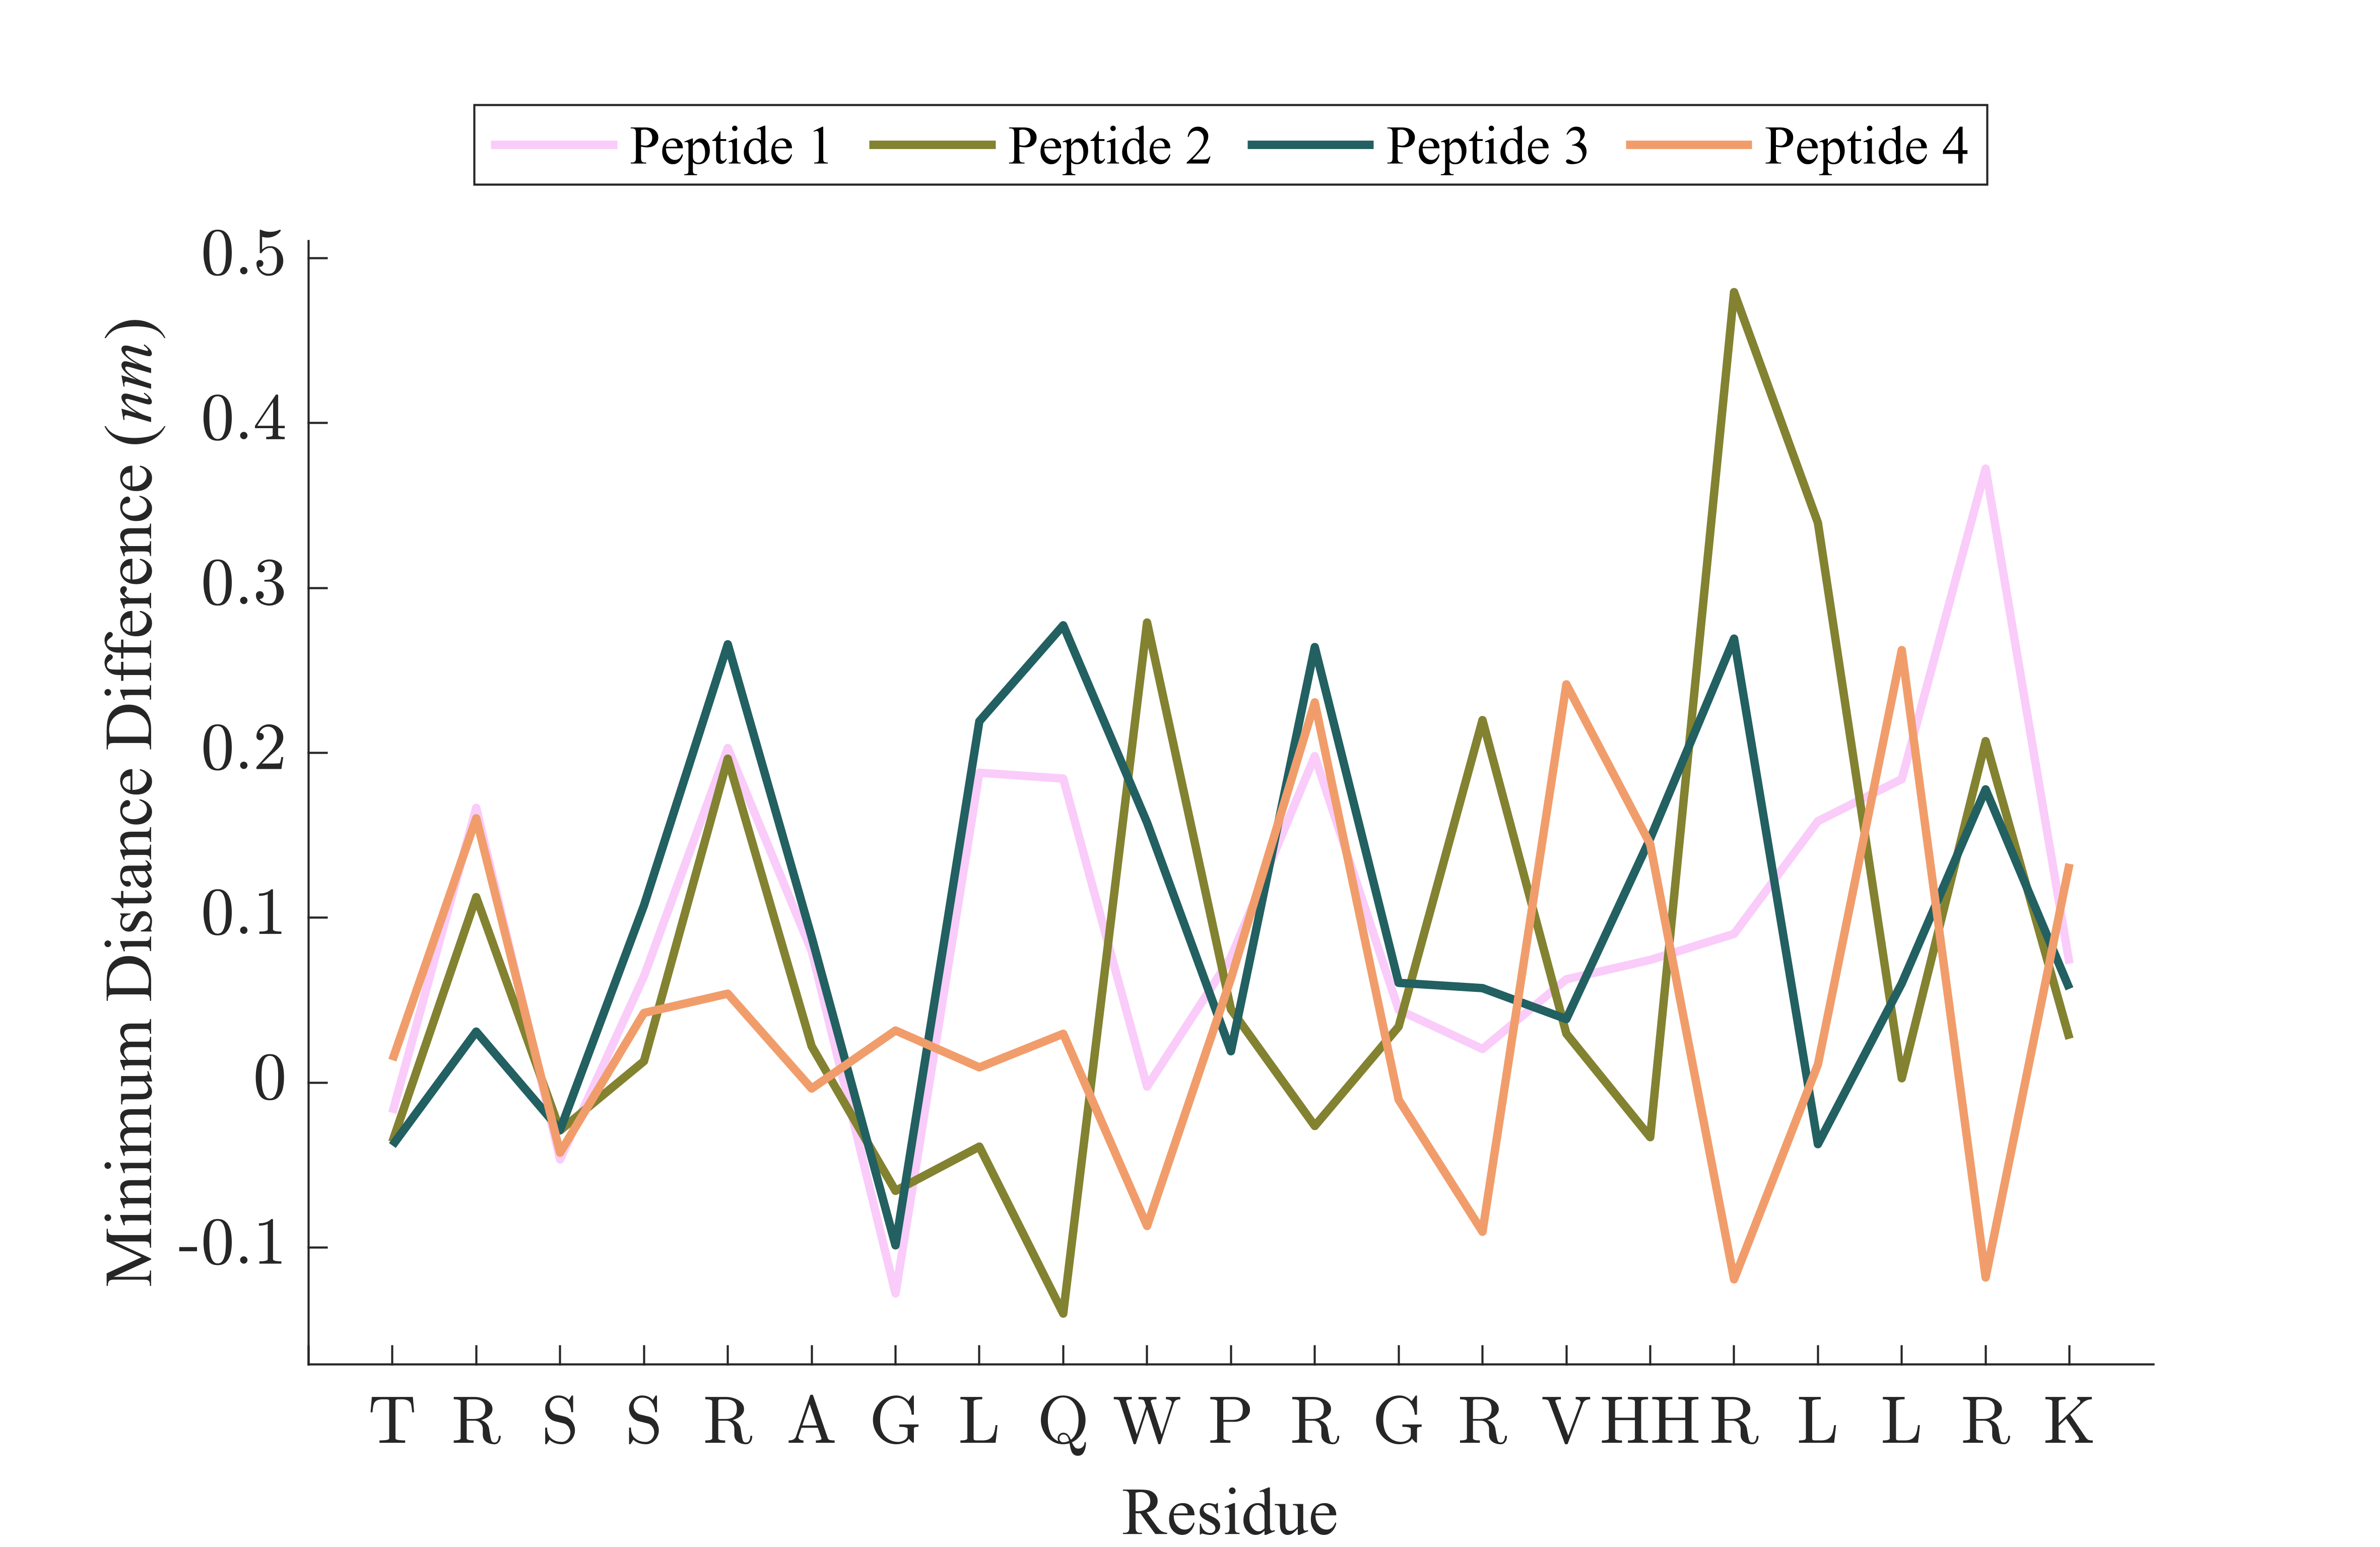 Peptide 1 Peptide 2 Peptide 3 Peptide 4
Minimum Distance Difference (nm)
0.5
0.4
0.3
0.2
0.1
0
-0.1
T R S S R A G L Q W P R G R V HH R L L R K
Residue